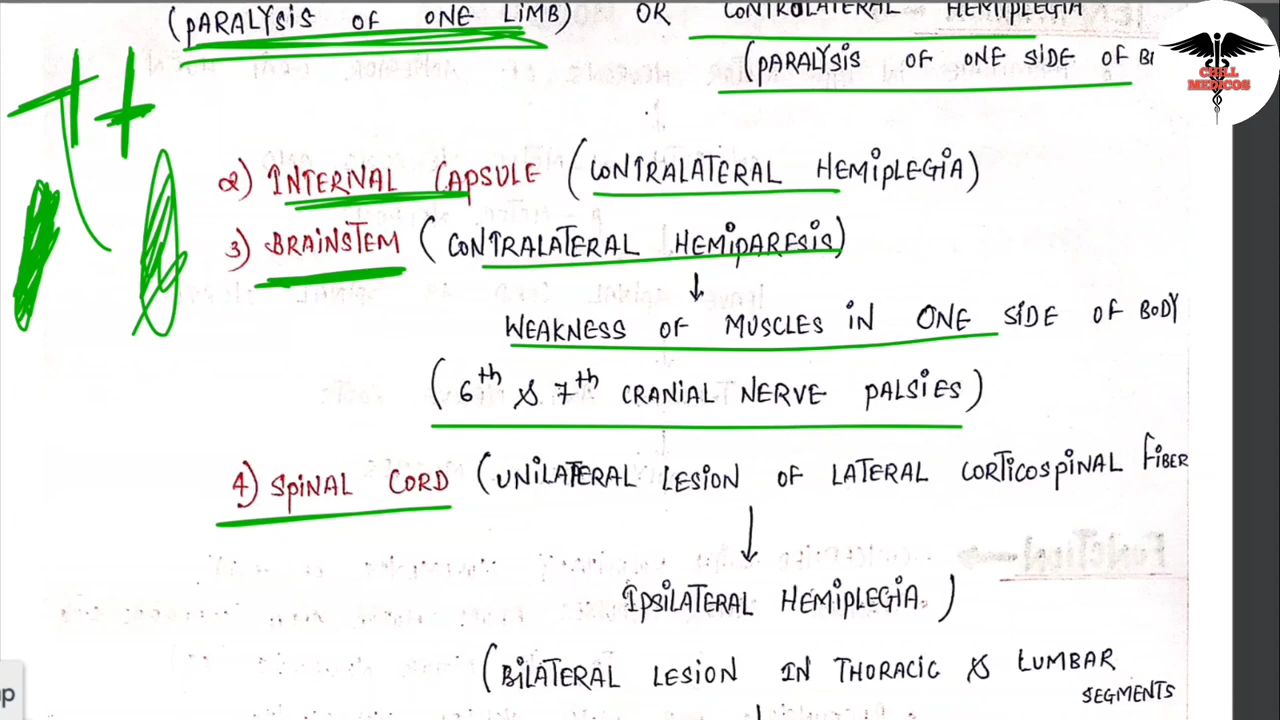 (PARALYSIS OF ONE LIMB) OR CONTROLATERAL HEMIPLEGIA
(PARALYSIS OF ONE SIDE OF
CHILL
MEDICOS
2) INTERNAL CAPSULE (CONTRALATERAL HEMIPLEGIA)
3) BRAINSTEM (CONTRALATERAL HEMIPARESIS)
↓
WEAKNESS OF MUSCLES IN ONE SIDE OF BODY
(6th & 7th CRANIAL NERVE PALSIES)
4) SPINAL CORD (UNILATERAL LESION OF LATERAL CORTICOSPINAL FIBER
↓
IPSILATERAL HEMIPLEGIA)
(BILATERAL LESION IN THORACIC & LUMBAR
SEGMENTS